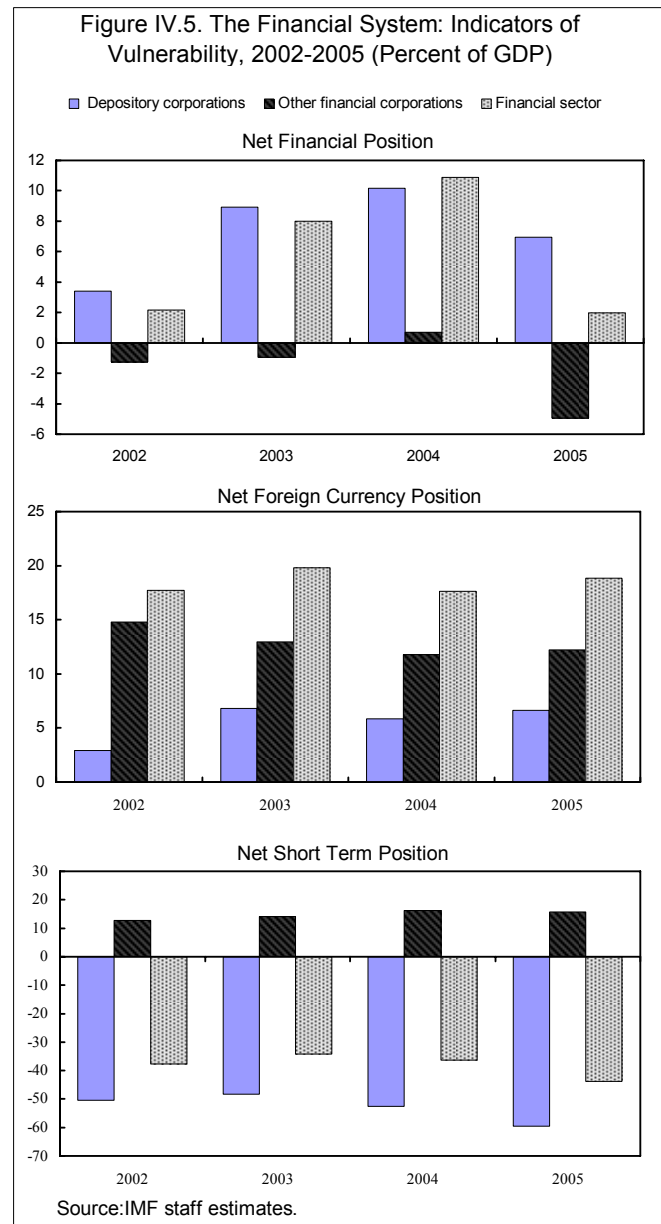 Figure IV.5. The Financial System: Indicators of
Vulnerability, 2002-2005 (Percent of GDP)
Depository corporations Other financial corporations Financial sector
Net Financial Position
12
10
8
6
4
2
0
-2
-4
-6
2002 2003 2004 2005
Net Foreign Currency Position
25
20
15
10
5
0
2002 2003 2004 2005
Net Short Term Position
30
20
10
0
-10
-20
-30
-40
-50
-60
-70
2002 2003 2004 2005
Source:IMF staff estimates.